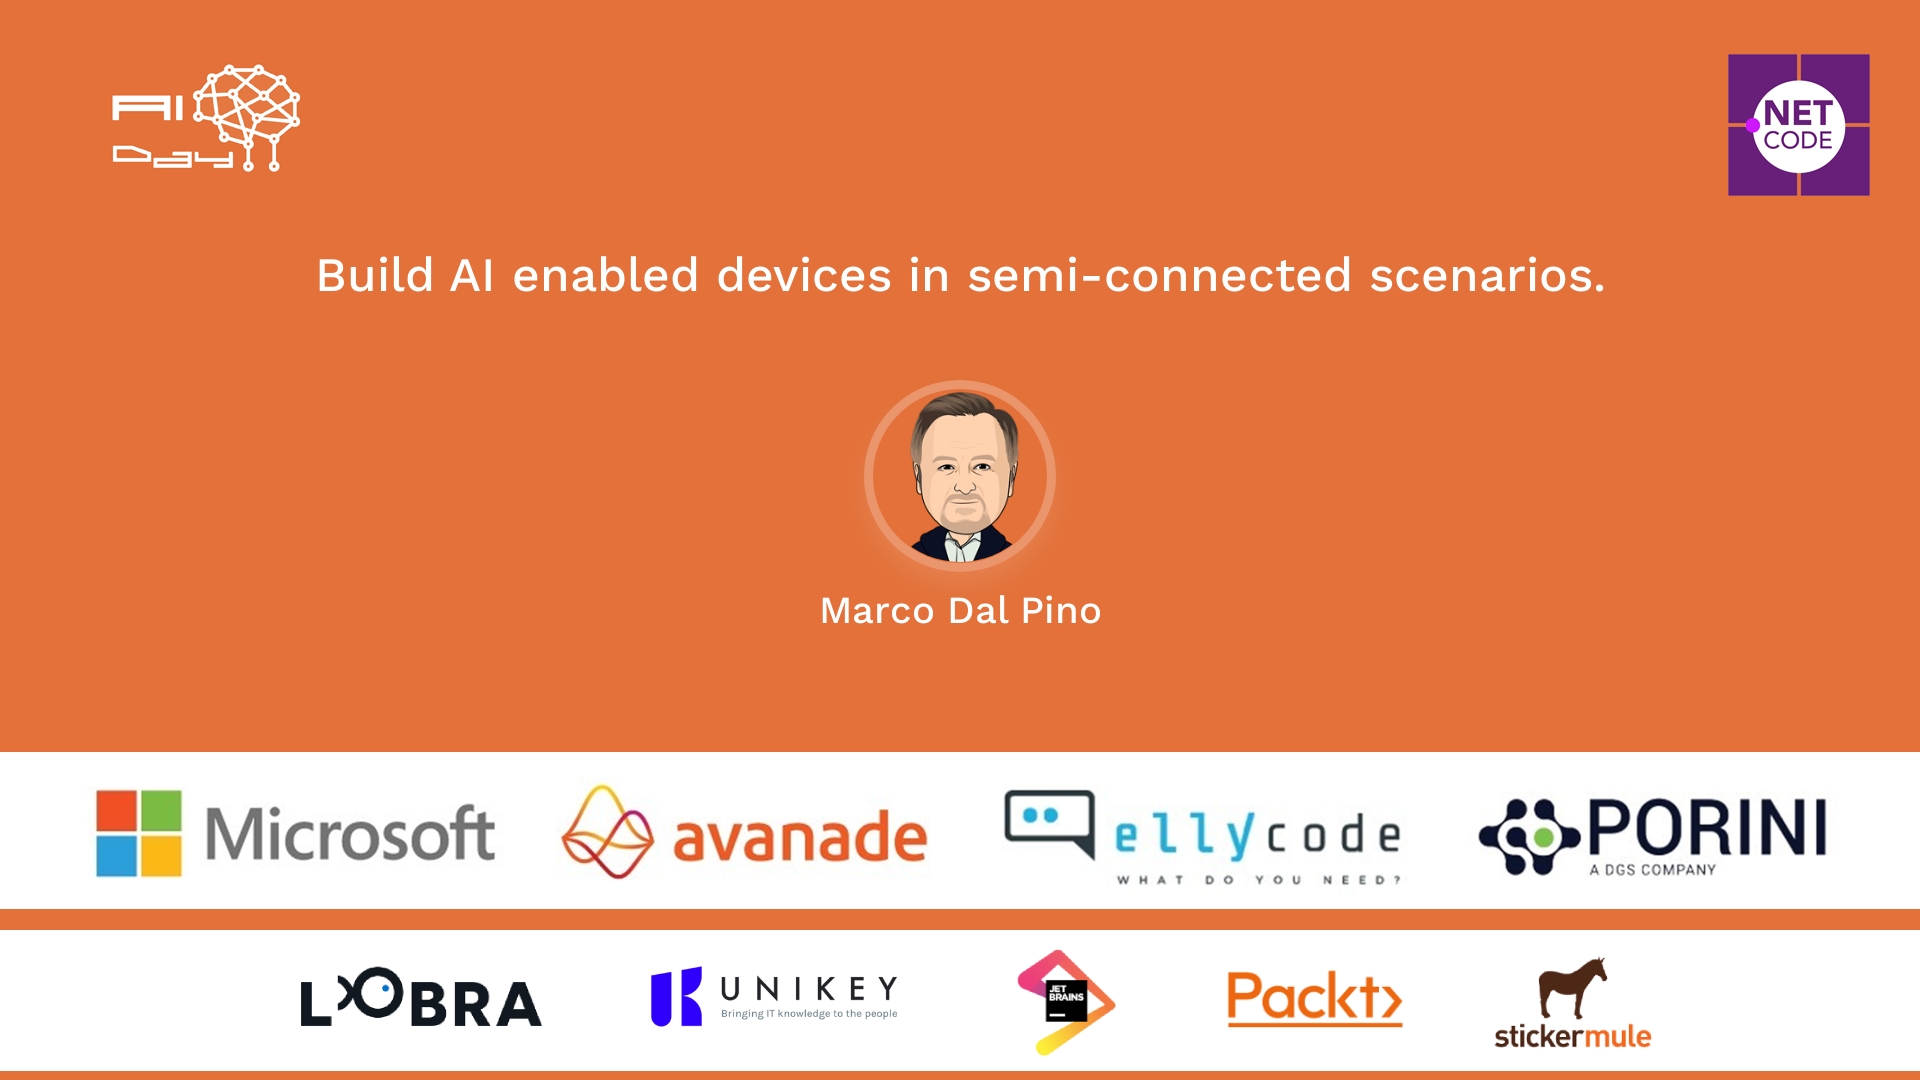 AI
Day
NET
CODE
Build AI enabled devices in semi-connected scenarios.
Marco Dal Pino
Microsoft
avanade
ellycode
WHAT DO YOU NEED?
PORINI
A DGS COMPANY
LOBRA
UNIKEY
Bringing IT knowledge to the people
JET
BRAINS
Packt
stickermule